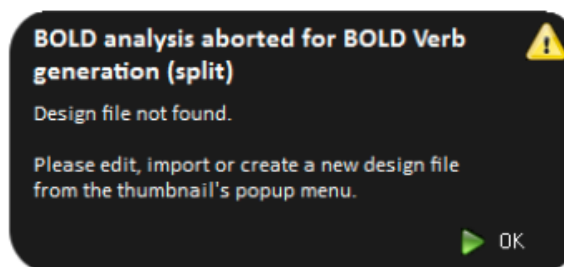 BOLD analysis aborted for BOLD Verb
generation (split)
Design file not found.
Please edit, import or create a new design file
from the thumbnail's popup menu.
OK